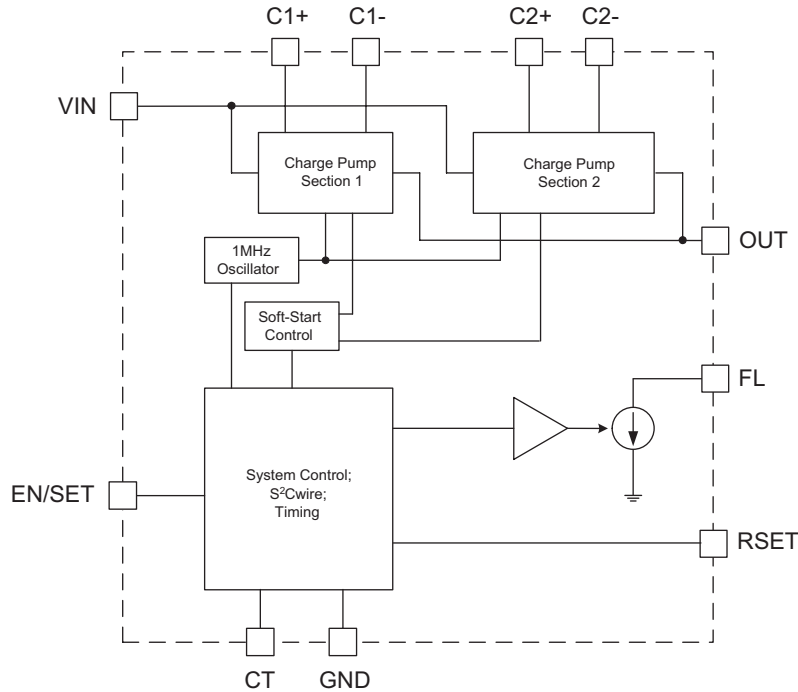 C1+ C1- C2+ C2-
VIN
Charge Pump
Section 1
Charge Pump
Section 2
OUT
1MHz
Oscillator
Soft-Start
Control
FL
System Control;
S²Cwire;
Timing
EN/SET
RSET
CT GND